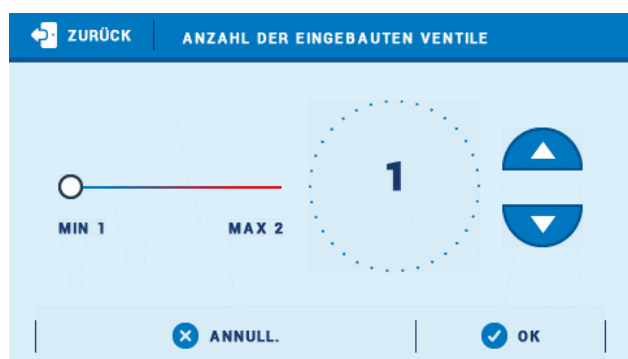 ZURÜCK ANZAHL DER EINGEBAUTEN VENTILE
1
MIN 1 MAX 2
ANNULL. OK